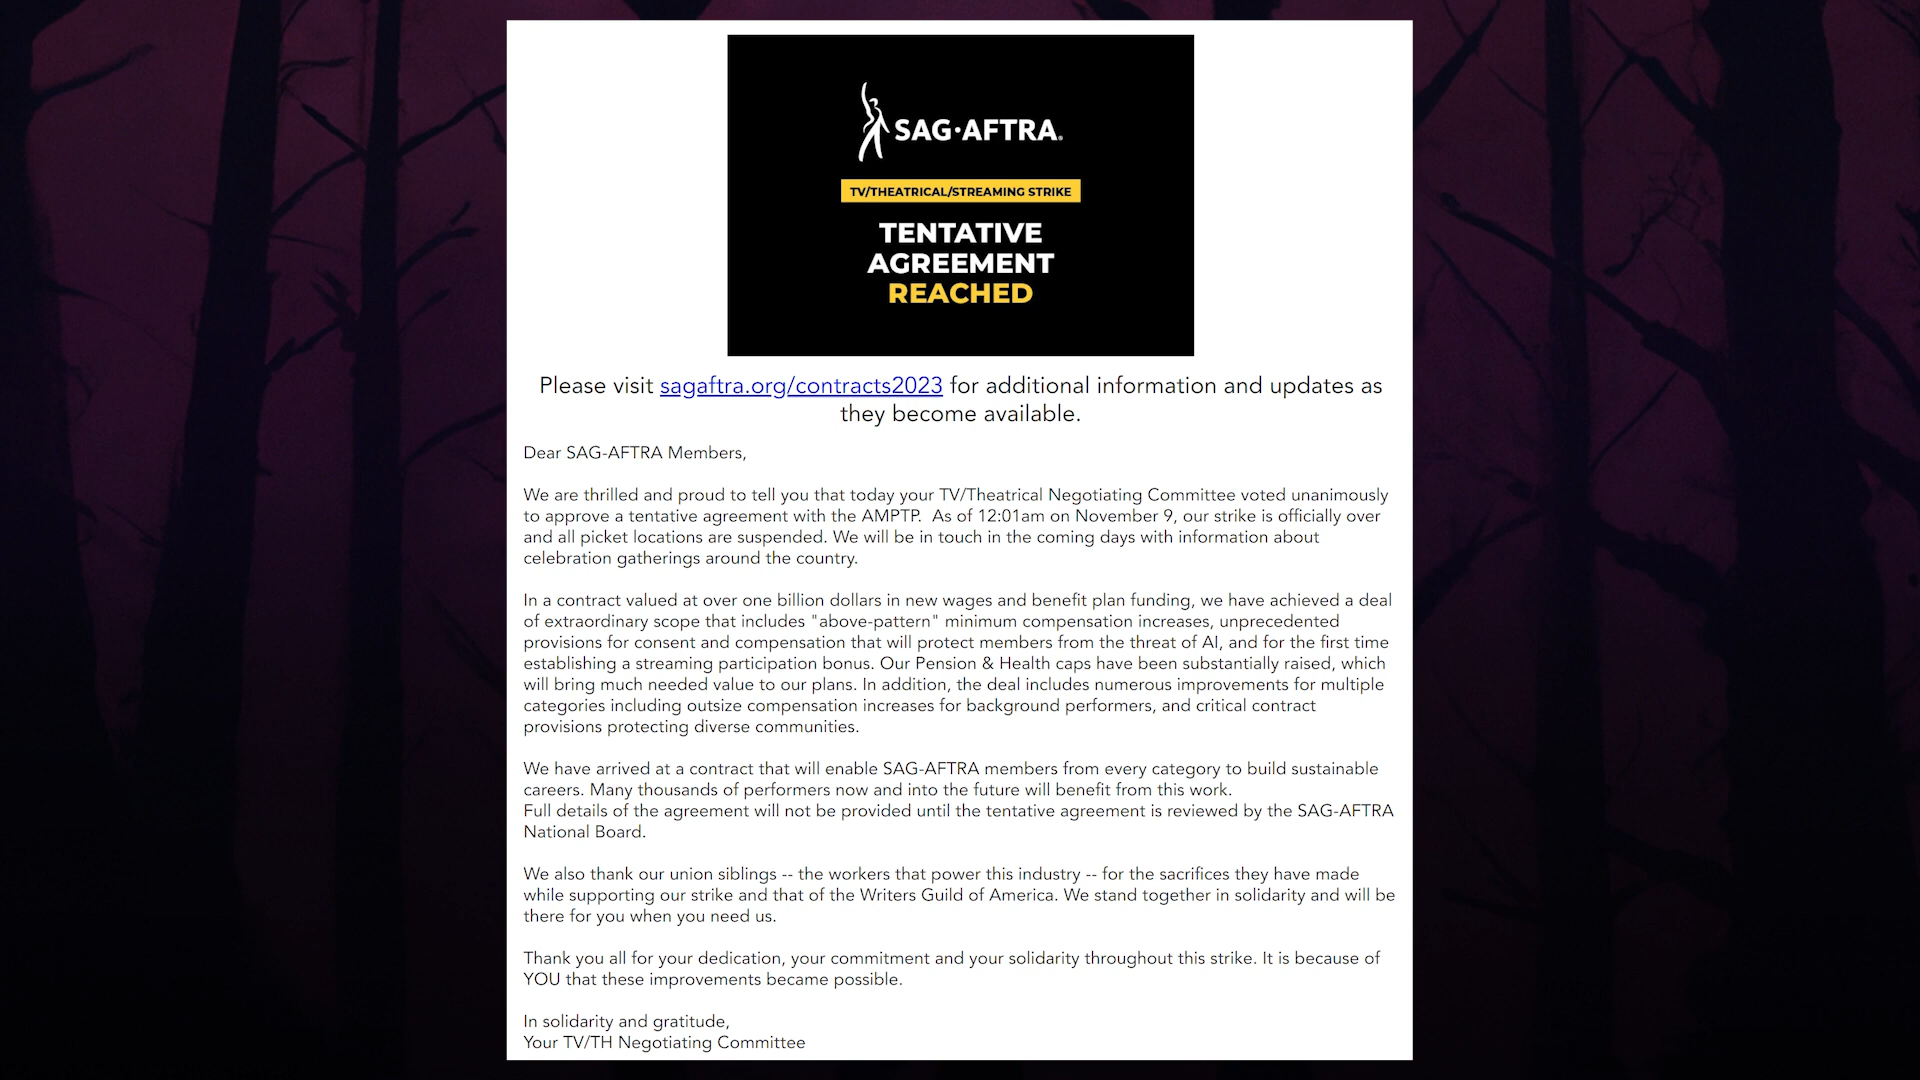 SAG·AFTRA®
TV/THEATRICAL/STREAMING STRIKE
TENTATIVE
AGREEMENT
REACHED
Please visit sagaftra.org/contracts2023 for additional information and updates as
they become available.
Dear SAG-AFTRA Members,
We are thrilled and proud to tell you that today your TV/Theatrical Negotiating Committee voted unanimously
to approve a tentative agreement with the AMPTP.  As of 12:01am on November 9, our strike is officially over
and all picket locations are suspended. We will be in touch in the coming days with information about
celebration gatherings around the country.
In a contract valued at over one billion dollars in new wages and benefit plan funding, we have achieved a deal
of extraordinary scope that includes "above-pattern" minimum compensation increases, unprecedented
provisions for consent and compensation that will protect members from the threat of AI, and for the first time
establishing a streaming participation bonus. Our Pension & Health caps have been substantially raised, which
will bring much needed value to our plans. In addition, the deal includes numerous improvements for multiple
categories including outsize compensation increases for background performers, and critical contract
provisions protecting diverse communities.
We have arrived at a contract that will enable SAG-AFTRA members from every category to build sustainable
careers. Many thousands of performers now and into the future will benefit from this work.
Full details of the agreement will not be provided until the tentative agreement is reviewed by the SAG-AFTRA
National Board.
We also thank our union siblings -- the workers that power this industry -- for the sacrifices they have made
while supporting our strike and that of the Writers Guild of America. We stand together in solidarity and will be
there for you when you need us.
Thank you all for your dedication, your commitment and your solidarity throughout this strike. It is because of
YOU that these improvements became possible.
In solidarity and gratitude,
Your TV/TH Negotiating Committee